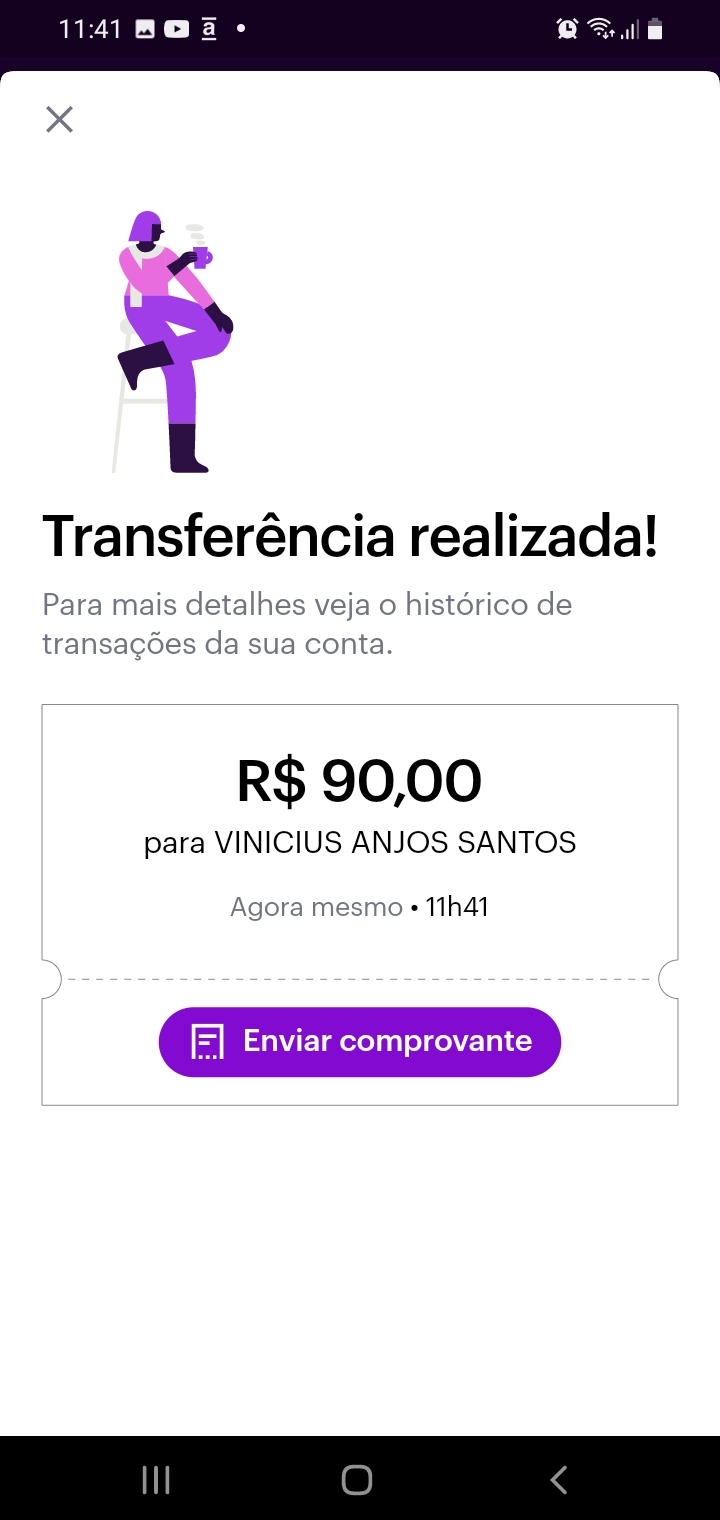 11:41
Transferência realizada!
Para mais detalhes veja o histórico de
transações da sua conta.
R$ 90,00
para VINICIUS ANJOS SANTOS
Agora mesmo • 11h41
Enviar comprovante